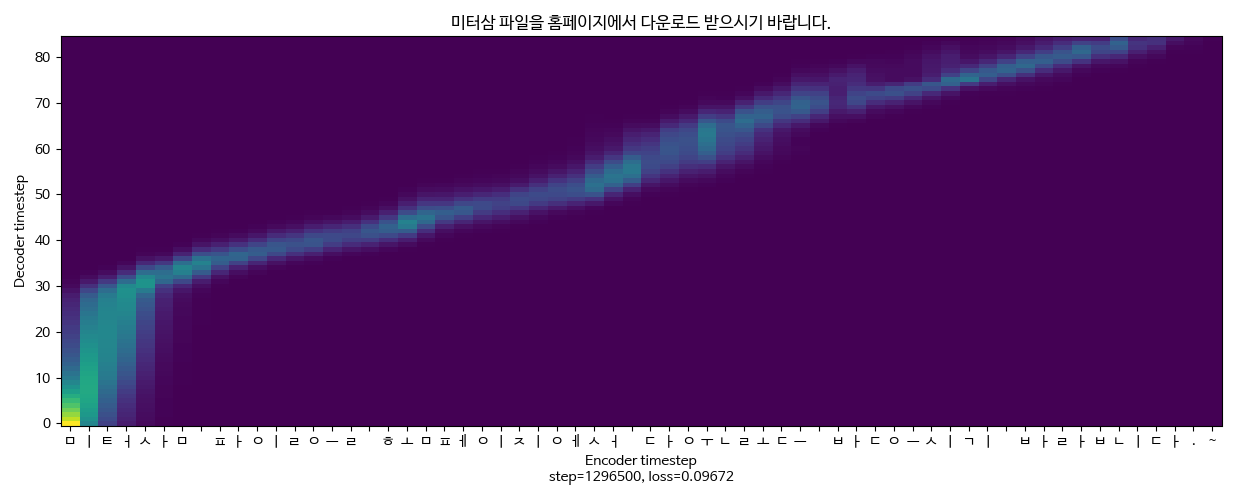 미터삼 파일을 홈페이지에서 다운로드 받으시기 바랍니다.
80
70
60
50
40
30
20
10
0
Decoder timestep
ㅁ ㅣ ㅌ ㅓ ㅅ ㅏ ㅁ ㅍ ㅏ ㅇ ㅣ ㄹ ㅇ ㅡ ㄹ ㅎ ㅗ ㅁ ㅍ ㅔ ㅇ ㅣ ㅈ ㅣ ㅇ ㅔ ㅅ ㅓ ㄷ ㅏ ㅇ ㅜ ㄴ ㄹ ㅗ ㄷ ㅡ ㅂ ㅏ ㄷ ㅇ ㅡ ㅅ ㅣ ㄱ ㅣ ㅂ ㅏ ㄹ ㅏ ㅂ ㄴ ㅣ ㄷ ㅏ . ~
Encoder timestep
step=1296500, loss=0.09672